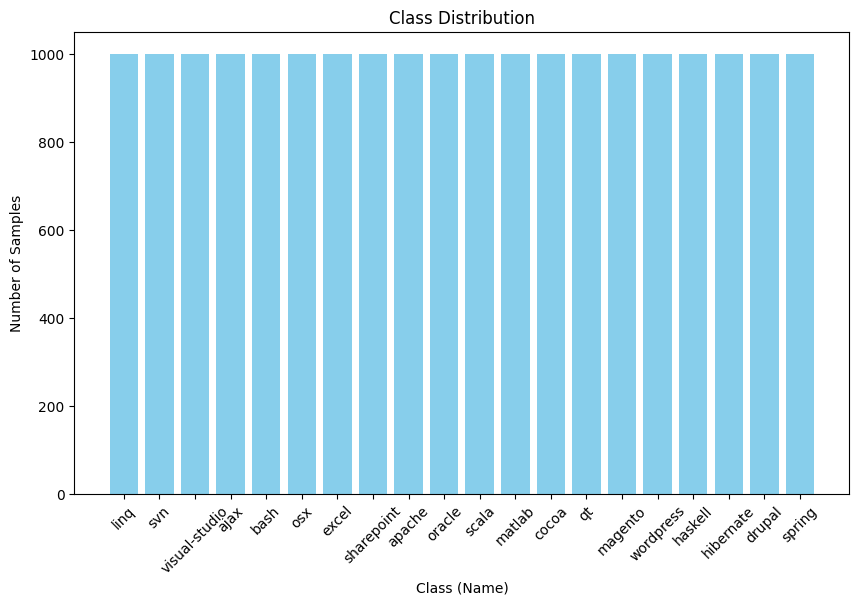 Class Distribution
Number of Samples
1000
800
600
400
200
0
linq
svn
visual-studio
ajax
bash
osx
excel
sharepoint
apache
oracle
scala
matlab
cocoa
qt
magento
wordpress
haskell
hibernate
drupal
spring
Class (Name)